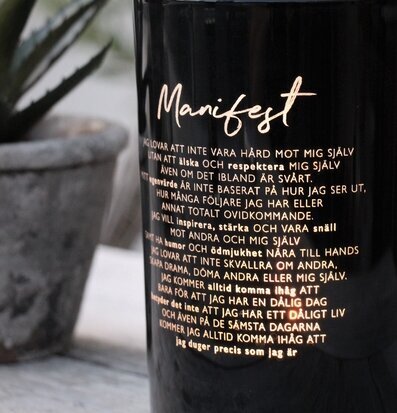 Manifest
JAG LOVAR ATT INTE VARA HÅRD MOT MIG SJÄLV
UTAN ATT älska OCH respektera MIG SJÄLV
ÄVEN OM DET IBLAND ÄR SVÅRT.
MITT egenvärde ÄR INTE BASERAT PÅ HUR JAG SER UT,
HUR MÅNGA FÖLJARE JAG HAR ELLER
ANNAT TOTALT OVIDKOMMANDE.
JAG VILL inspirera, stärka OCH VARA snäll
MOT ANDRA OCH MIG SJÄLV
SAMT HA humor OCH ödmjukhet NÄRA TILL HANDS
JAG LOVAR ATT INTE SKVALLRA OM ANDRA,
SKAPA DRAMA, DÖMA ANDRA ELLER MIG SJÄLV.
JAG KOMMER alltid komma ihåg ATT
BARA FÖR ATT JAG HAR EN DÅLIG DAG
betyder det inte ATT JAG HAR ETT DÅLIGT LIV
OCH ÄVEN PÅ DE SÄMSTA DAGARNA
KOMMER JAG ALLTID KOMMA IHÅG ATT
jag duger precis som jag är